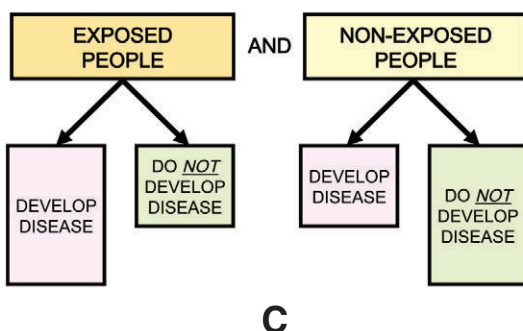 EXPOSED
PEOPLE
AND
NON-EXPOSED
PEOPLE
DEVELOP
DISEASE
DO NOT
DEVELOP
DISEASE
DEVELOP
DISEASE
DO NOT
DEVELOP
DISEASE
C